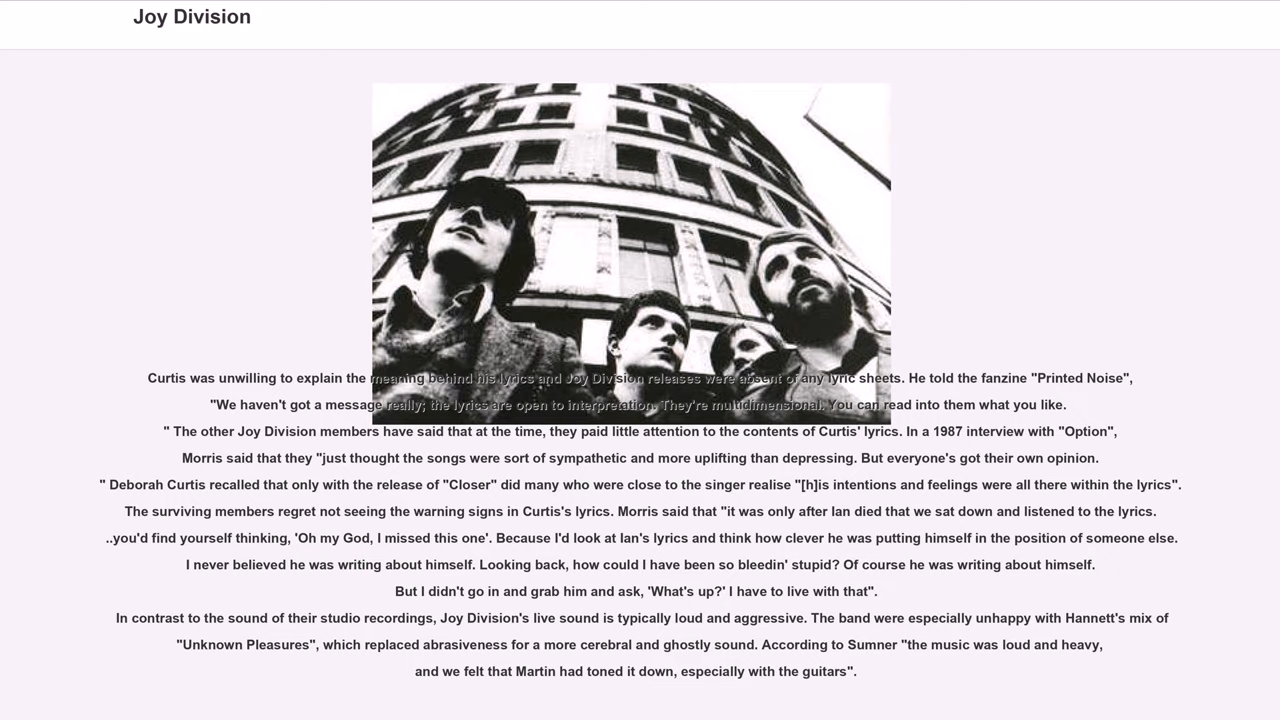 Joy Division
Curtis was unwilling to explain the meaning behind his lyrics and Joy Division releases were absent of any lyric sheets. He told the fanzine "Printed Noise",
"We haven't got a message really; the lyrics are open to interpretation. They're multidimensional. You can read into them what you like.
" The other Joy Division members have said that at the time, they paid little attention to the contents of Curtis' lyrics. In a 1987 interview with "Option",
Morris said that they "just thought the songs were sort of sympathetic and more uplifting than depressing. But everyone's got their own opinion.
" Deborah Curtis recalled that only with the release of "Closer" did many who were close to the singer realise "[h]is intentions and feelings were all there within the lyrics".
The surviving members regret not seeing the warning signs in Curtis's lyrics. Morris said that "it was only after Ian died that we sat down and listened to the lyrics.
..you'd find yourself thinking, 'Oh my God, I missed this one'. Because I'd look at Ian's lyrics and think how clever he was putting himself in the position of someone else.
I never believed he was writing about himself. Looking back, how could I have been so bleedin' stupid? Of course he was writing about himself.
But I didn't go in and grab him and ask, 'What's up?' I have to live with that".
In contrast to the sound of their studio recordings, Joy Division's live sound is typically loud and aggressive. The band were especially unhappy with Hannett's mix of
"Unknown Pleasures", which replaced abrasiveness for a more cerebral and ghostly sound. According to Sumner "the music was loud and heavy,
and we felt that Martin had toned it down, especially with the guitars".